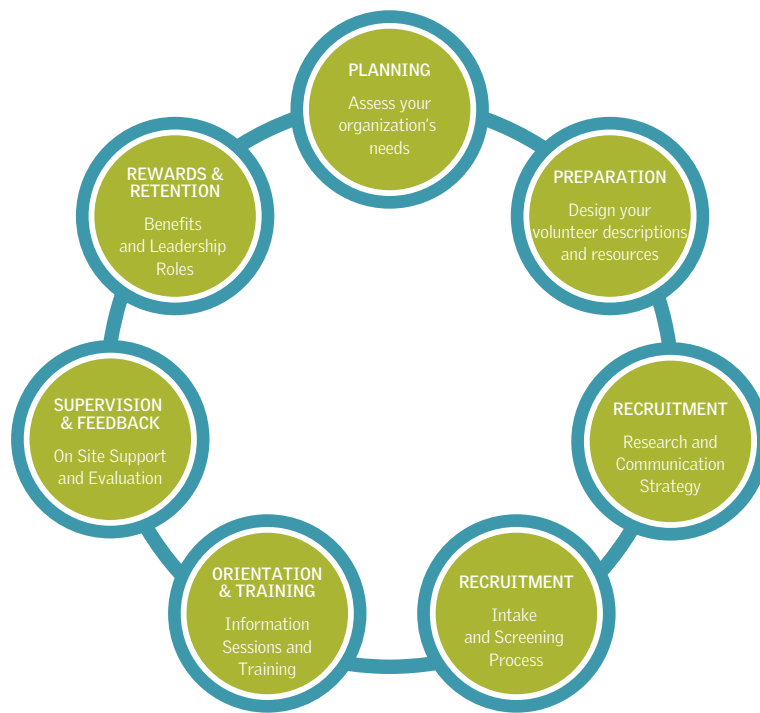 PLANNING
Assess your
organization's
needs
PREPARATION
Design your
volunteer descriptions
and resources
RECRUITMENT
Research and
Communication
Strategy
RECRUITMENT
Intake
and Screening
Process
ORIENTATION
& TRAINING
Information
Sessions and
Training
SUPERVISION
& FEEDBACK
On Site Support
and Evaluation
REWARDS &
RETENTION
Benefits
and Leadership
Roles